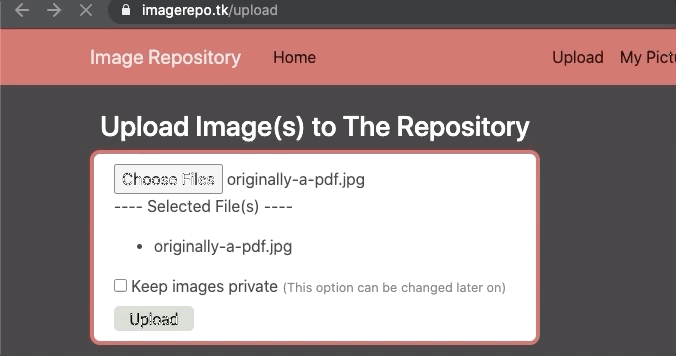 imagerepo.tk/upload
Image Repository Home Upload My Pictu
Upload Image(s) to The Repository
Choose Files originally-a-pdf.jpg
---- Selected File(s) ----
• originally-a-pdf.jpg
Keep images private (This option can be changed later on)
Upload